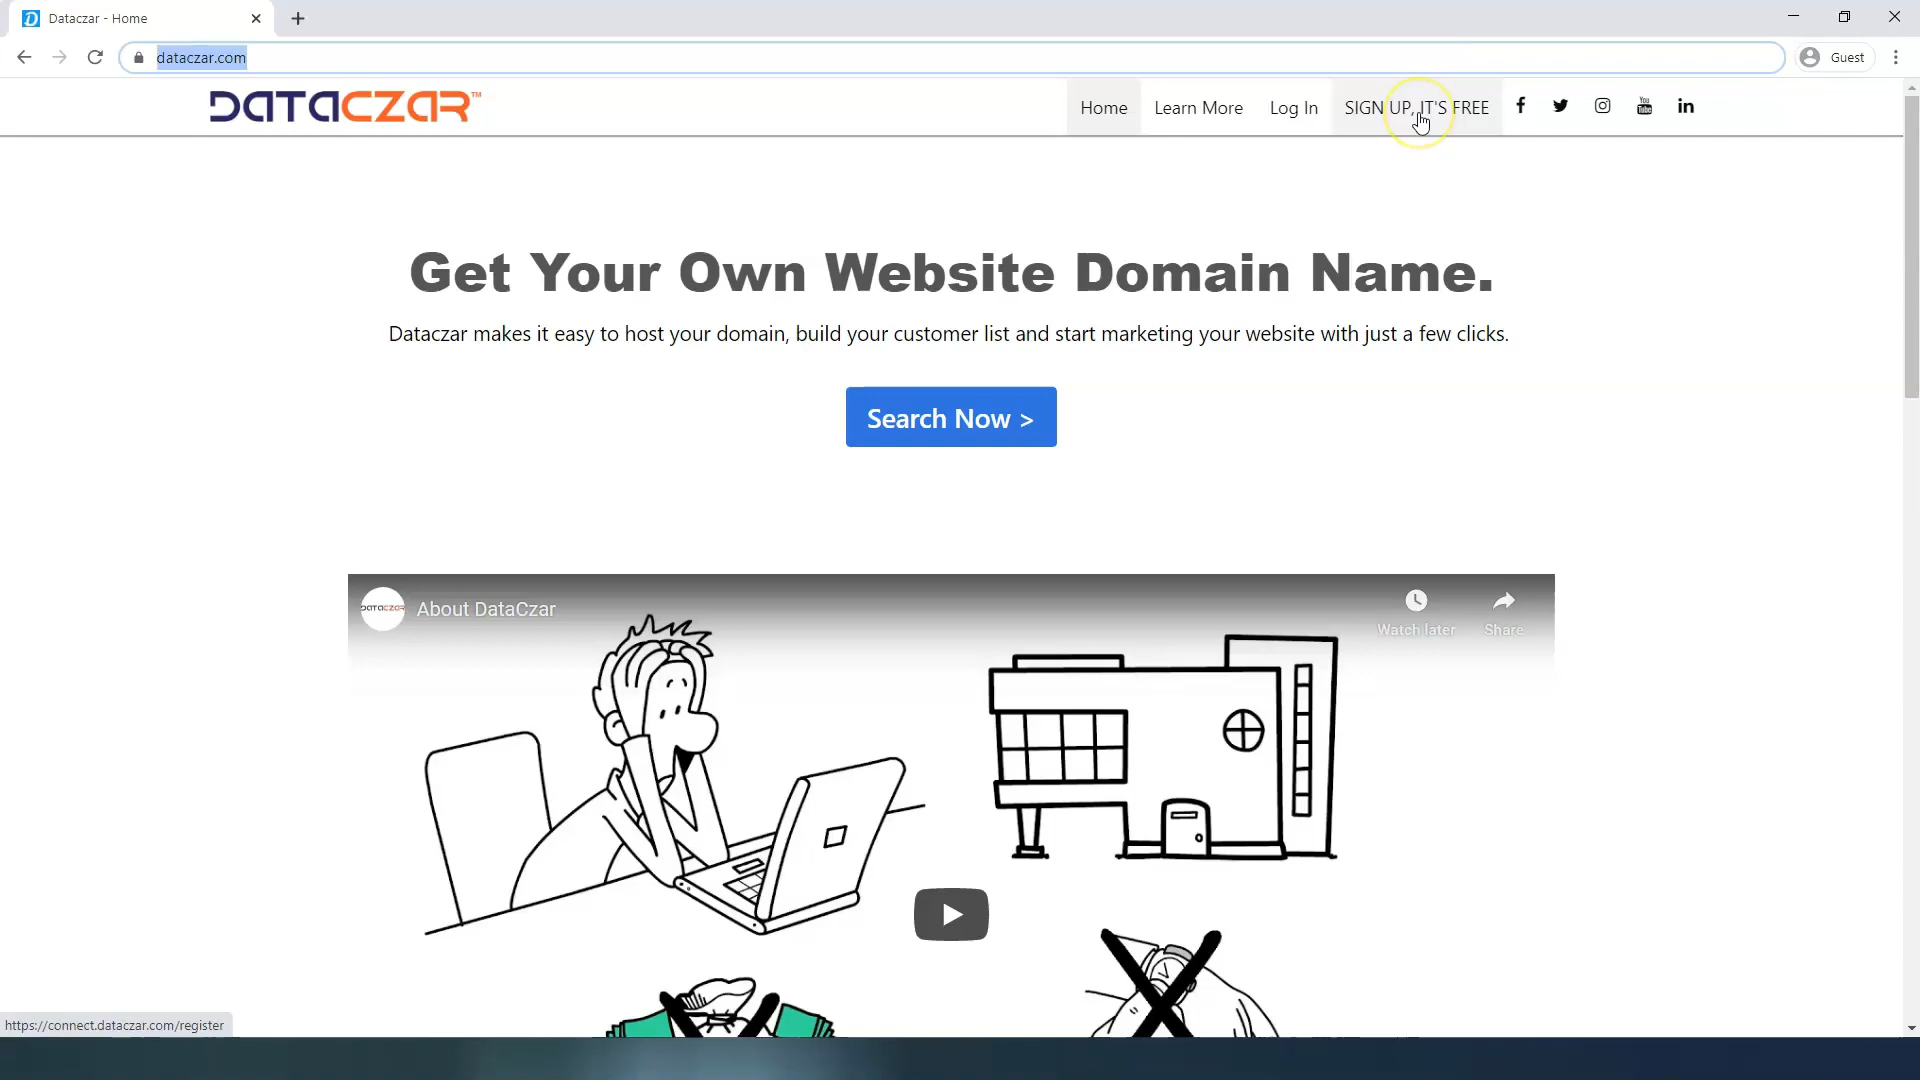 Dataczar - Home
dataczar.com
Guest
DATACZAR™
Home
Learn More
Log In
SIGN UP, IT'S FREE
Get Your Own Website Domain Name.
Dataczar makes it easy to host your domain, build your customer list and start marketing your website with just a few clicks.
Search Now >
DATACZAR
About DataCzar
Watch later
Share
https://connect.dataczar.com/register